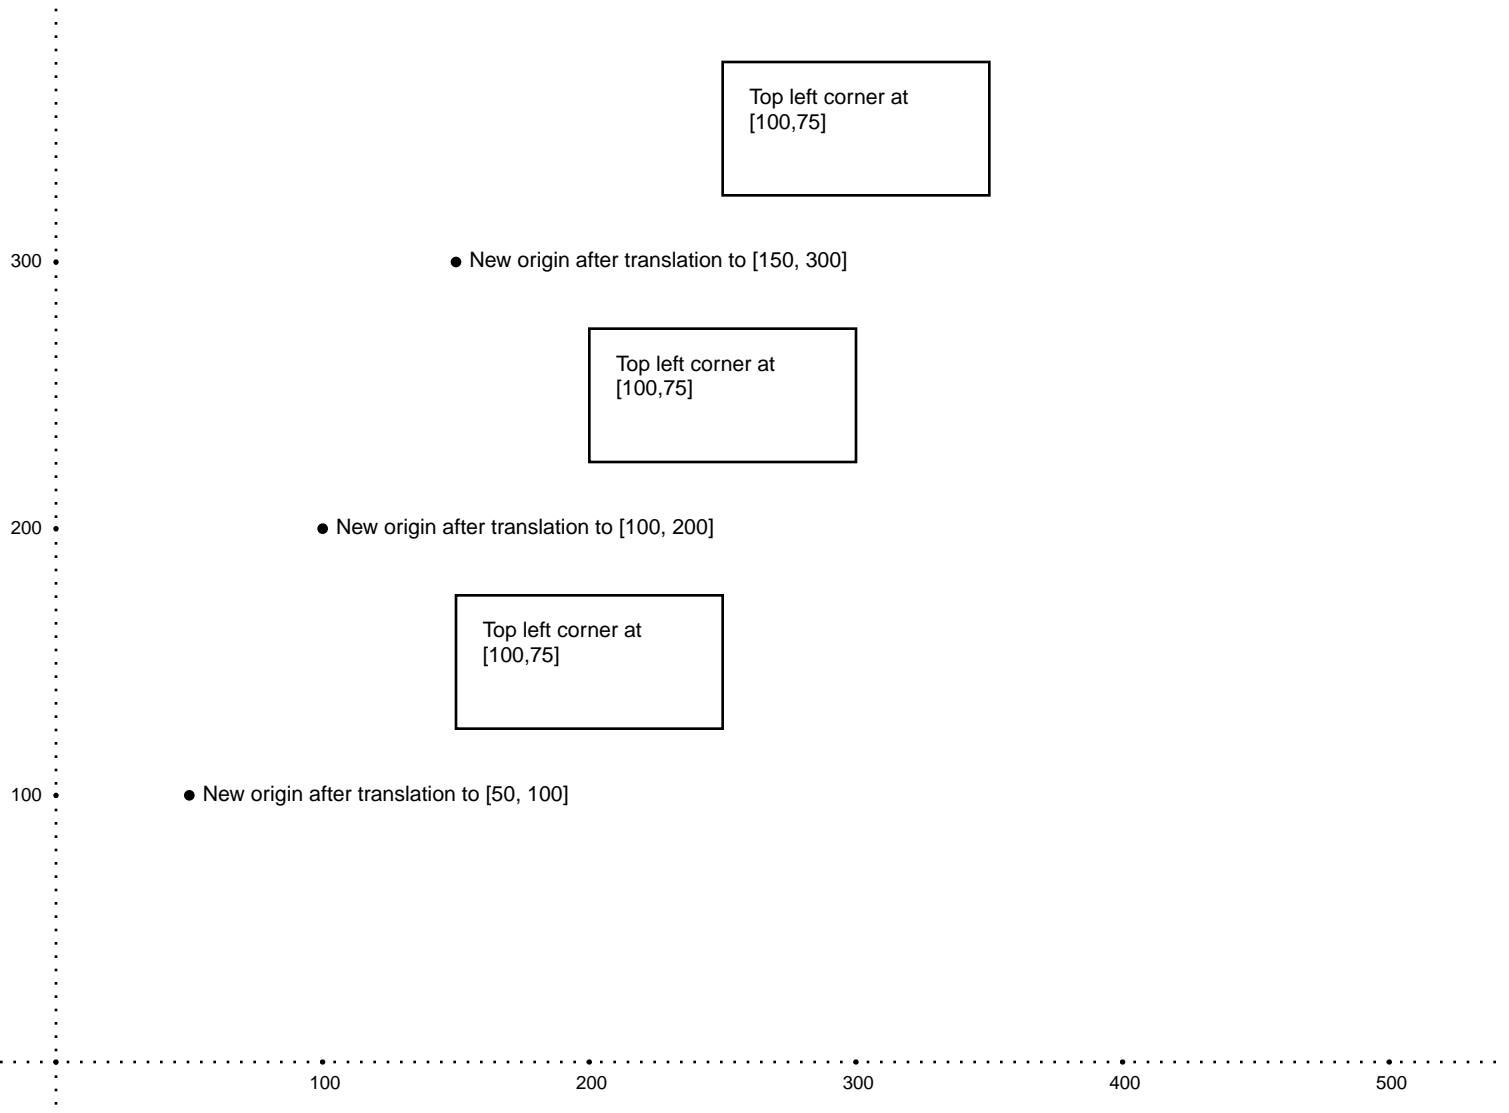 Top left corner at
[100,75]
300
New origin after translation to [150, 300]
Top left corner at
[100,75]
200
New origin after translation to [100, 200]
Top left corner at
[100,75]
100
New origin after translation to [50, 100]
100
200
300
400
500